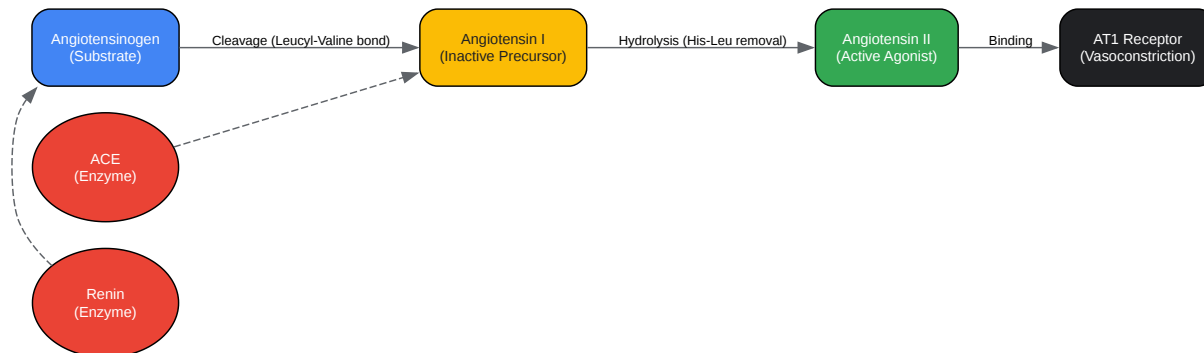 Angiotensinogen
(Substrate)
Cleavage (Leucyl-Valine bond)
Angiotensin I
(Inactive Precursor)
Hydrolysis (His-Leu removal)
Angiotensin II
(Active Agonist)
Binding
AT1 Receptor
(Vasoconstriction)
ACE
(Enzyme)
Renin
(Enzyme)